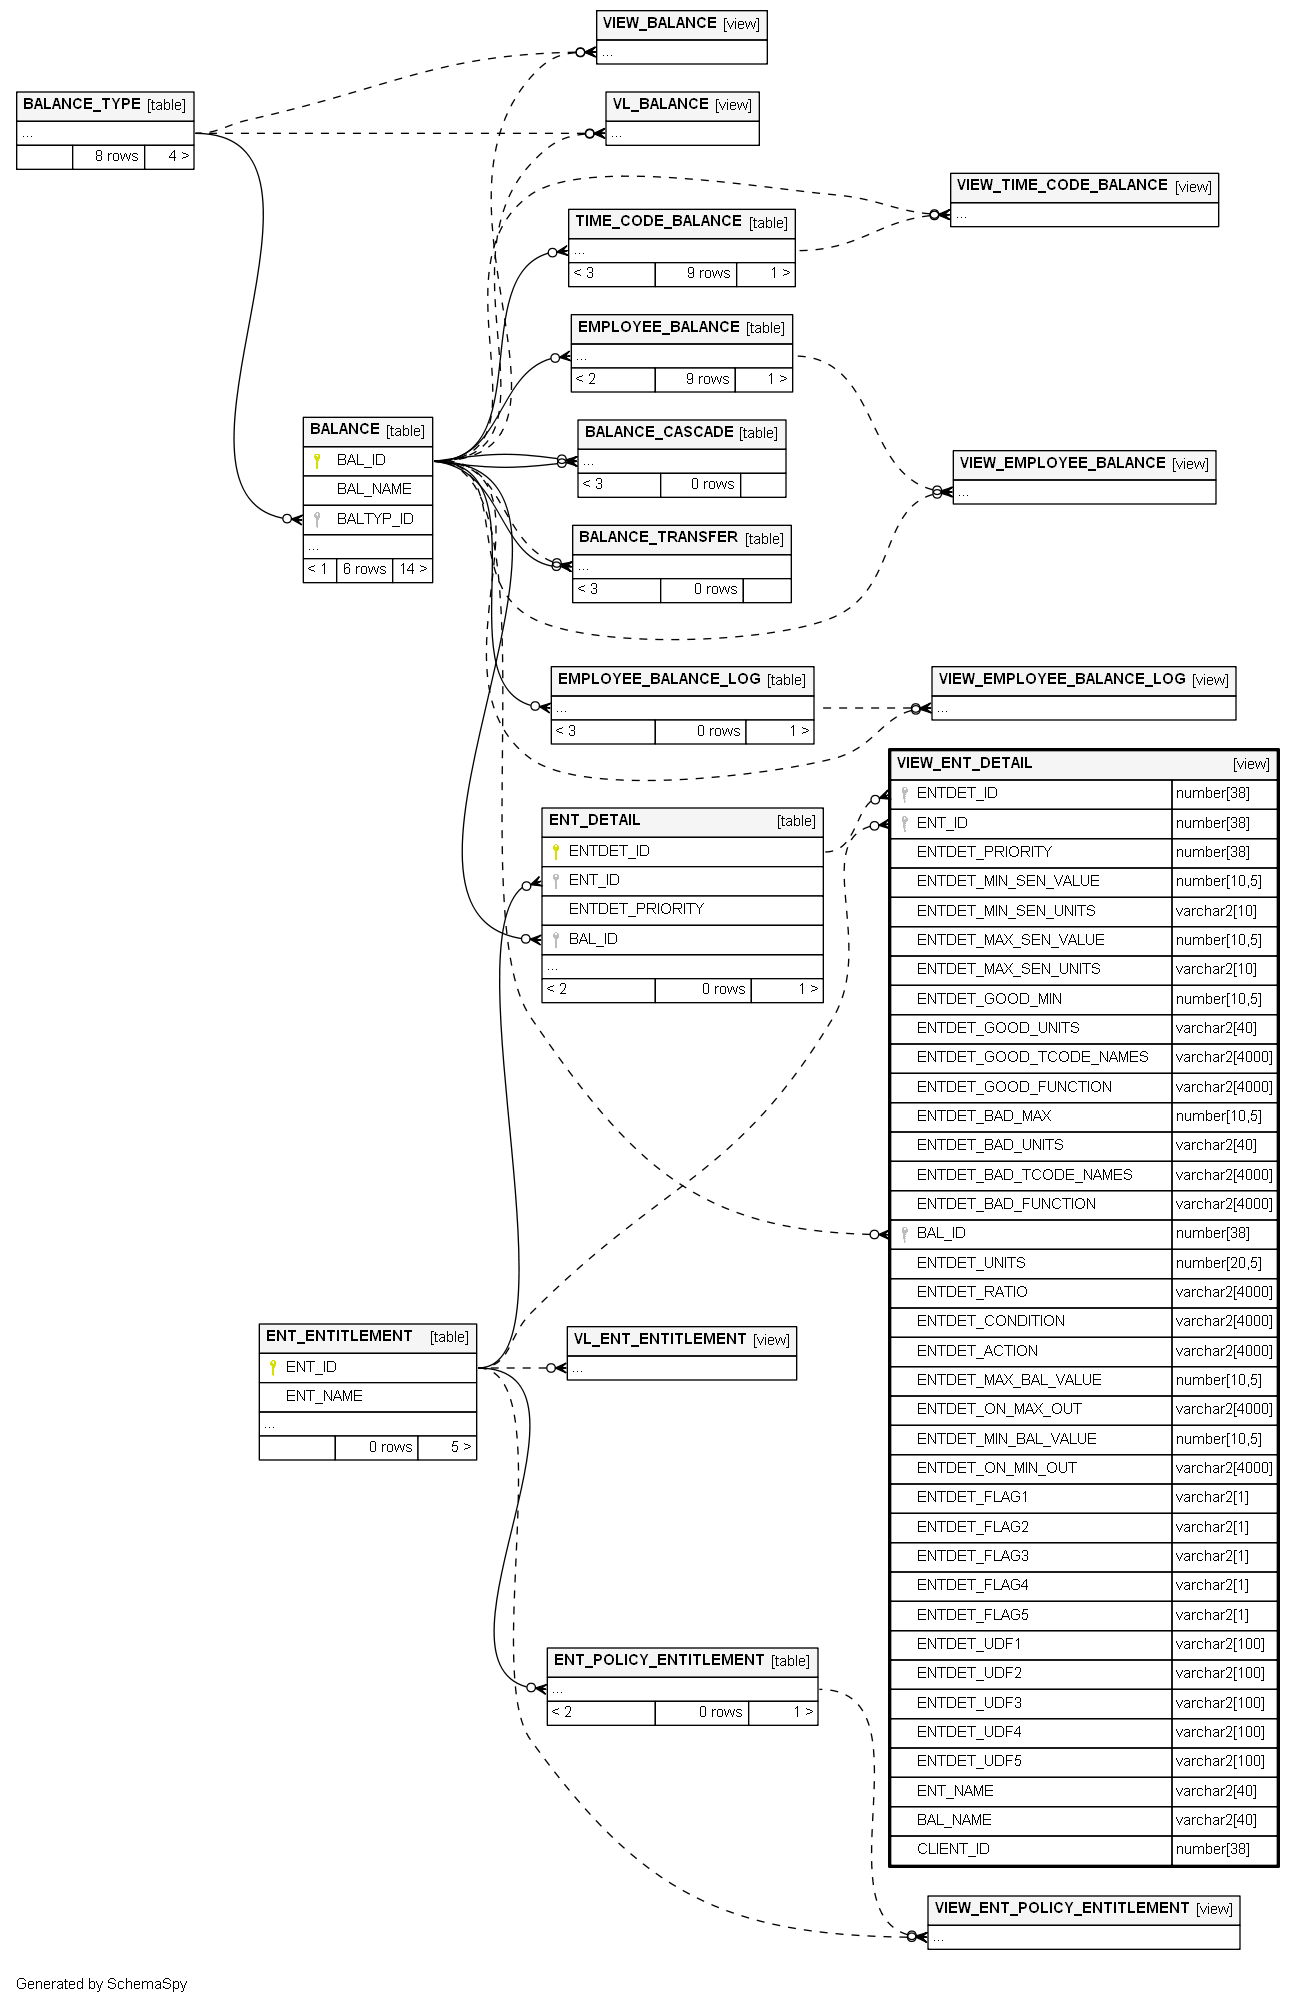 VIEW_BALANCE [view]
...
BALANCE_TYPE [table]
...
8 rows 4 >
VL_BALANCE [view]
...
VIEW_TIME_CODE_BALANCE [view]
...
TIME_CODE_BALANCE [table]
...
< 3 9 rows 1 >
EMPLOYEE_BALANCE [table]
...
< 2 9 rows 1 >
BALANCE [table]
BAL_ID
BAL_NAME
BALTYP_ID
...
< 1 6 rows 14 >
BALANCE_CASCADE [table]
...
< 3 0 rows
VIEW_EMPLOYEE_BALANCE [view]
...
BALANCE_TRANSFER [table]
...
< 3 0 rows
EMPLOYEE_BALANCE_LOG [table]
...
< 3 0 rows 1 >
VIEW_EMPLOYEE_BALANCE_LOG [view]
...
ENT_DETAIL [table]
ENTDET_ID
ENT_ID
ENTDET_PRIORITY
BAL_ID
...
< 2 0 rows 1 >
VIEW_ENT_DETAIL [view]
ENTDET_ID number[38]
ENT_ID number[38]
ENTDET_PRIORITY number[38]
ENTDET_MIN_SEN_VALUE number[10,5]
ENTDET_MIN_SEN_UNITS varchar2[10]
ENTDET_MAX_SEN_VALUE number[10,5]
ENTDET_MAX_SEN_UNITS varchar2[10]
ENTDET_GOOD_MIN number[10,5]
ENTDET_GOOD_UNITS varchar2[40]
ENTDET_GOOD_TCODE_NAMES varchar2[4000]
ENTDET_GOOD_FUNCTION varchar2[4000]
ENTDET_BAD_MAX number[10,5]
ENTDET_BAD_UNITS varchar2[40]
ENTDET_BAD_TCODE_NAMES varchar2[4000]
ENTDET_BAD_FUNCTION varchar2[4000]
BAL_ID number[38]
ENTDET_UNITS number[20,5]
ENTDET_RATIO varchar2[4000]
ENTDET_CONDITION varchar2[4000]
ENTDET_ACTION varchar2[4000]
ENTDET_MAX_BAL_VALUE number[10,5]
ENTDET_ON_MAX_OUT varchar2[4000]
ENTDET_MIN_BAL_VALUE number[10,5]
ENTDET_ON_MIN_OUT varchar2[4000]
ENTDET_FLAG1 varchar2[1]
ENTDET_FLAG2 varchar2[1]
ENTDET_FLAG3 varchar2[1]
ENTDET_FLAG4 varchar2[1]
ENTDET_FLAG5 varchar2[1]
ENTDET_UDF1 varchar2[100]
ENTDET_UDF2 varchar2[100]
ENTDET_UDF3 varchar2[100]
ENTDET_UDF4 varchar2[100]
ENTDET_UDF5 varchar2[100]
ENT_NAME varchar2[40]
BAL_NAME varchar2[40]
CLIENT_ID number[38]
ENT_ENTITLEMENT [table]
ENT_ID
ENT_NAME
...
0 rows 5 >
VL_ENT_ENTITLEMENT [view]
...
ENT_POLICY_ENTITLEMENT [table]
...
< 2 0 rows 1 >
VIEW_ENT_POLICY_ENTITLEMENT [view]
...
Generated by SchemaSpy